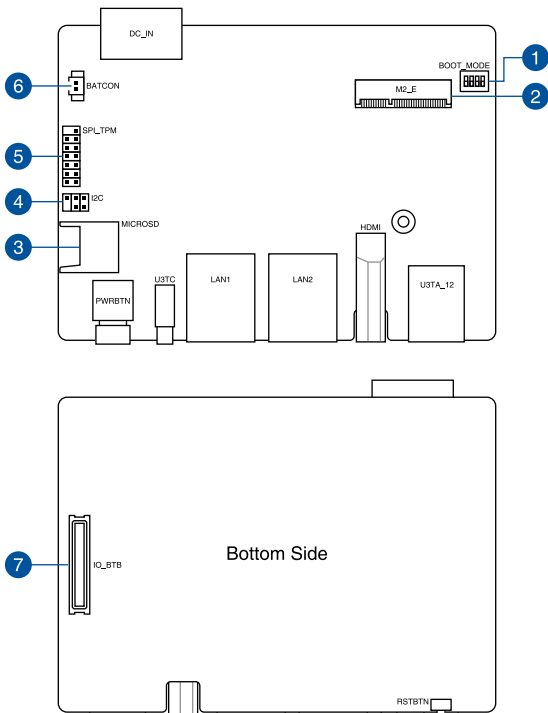 DC_IN
BOOT_MODE
1
6
BATCON
M2_E
2
SPI_TPM
5
4
I2C
MICROSD
3
HDMI
U3TC
LAN1
LAN2
U3TA_12
PWRBTN
Bottom Side
7
IO_BTB
RSTBTN